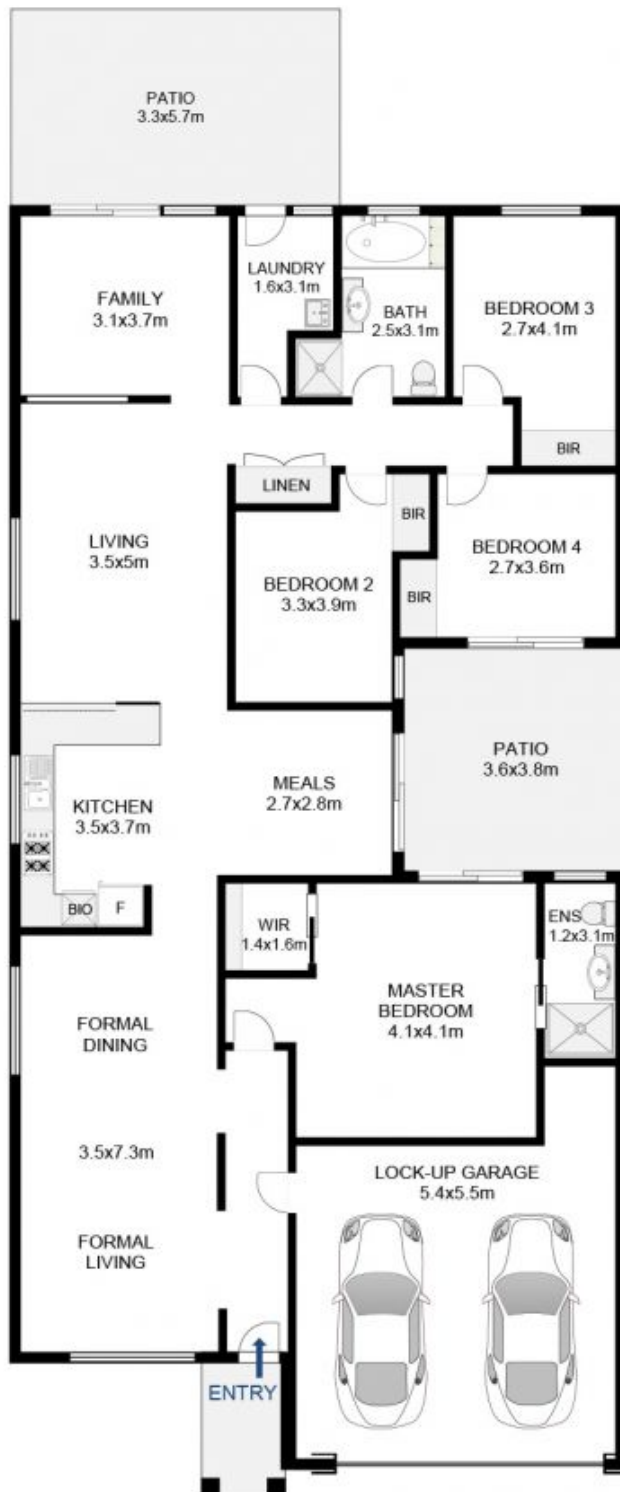 PATIO
3.3x5.7m
FAMILY
3.1x3.7m
LAUNDRY
1.6x3.1m
BATH
2.5x3.1m
BEDROOM 3
2.7x4.1m
BIR
LINEN
LIVING
3.5x5m
BEDROOM 2
3.3x3.9m
BIR
BEDROOM 4
2.7x3.6m
BIR
PATIO
3.6x3.8m
MEALS
2.7x2.8m
KITCHEN
3.5x3.7m
BIO
F
WIR
1.4x1.6m
ENS
1.2x3.1m
MASTER
BEDROOM
4.1x4.1m
FORMAL
DINING
3.5x7.3m
FORMAL
LIVING
LOCK-UP GARAGE
5.4x5.5m
ENTRY